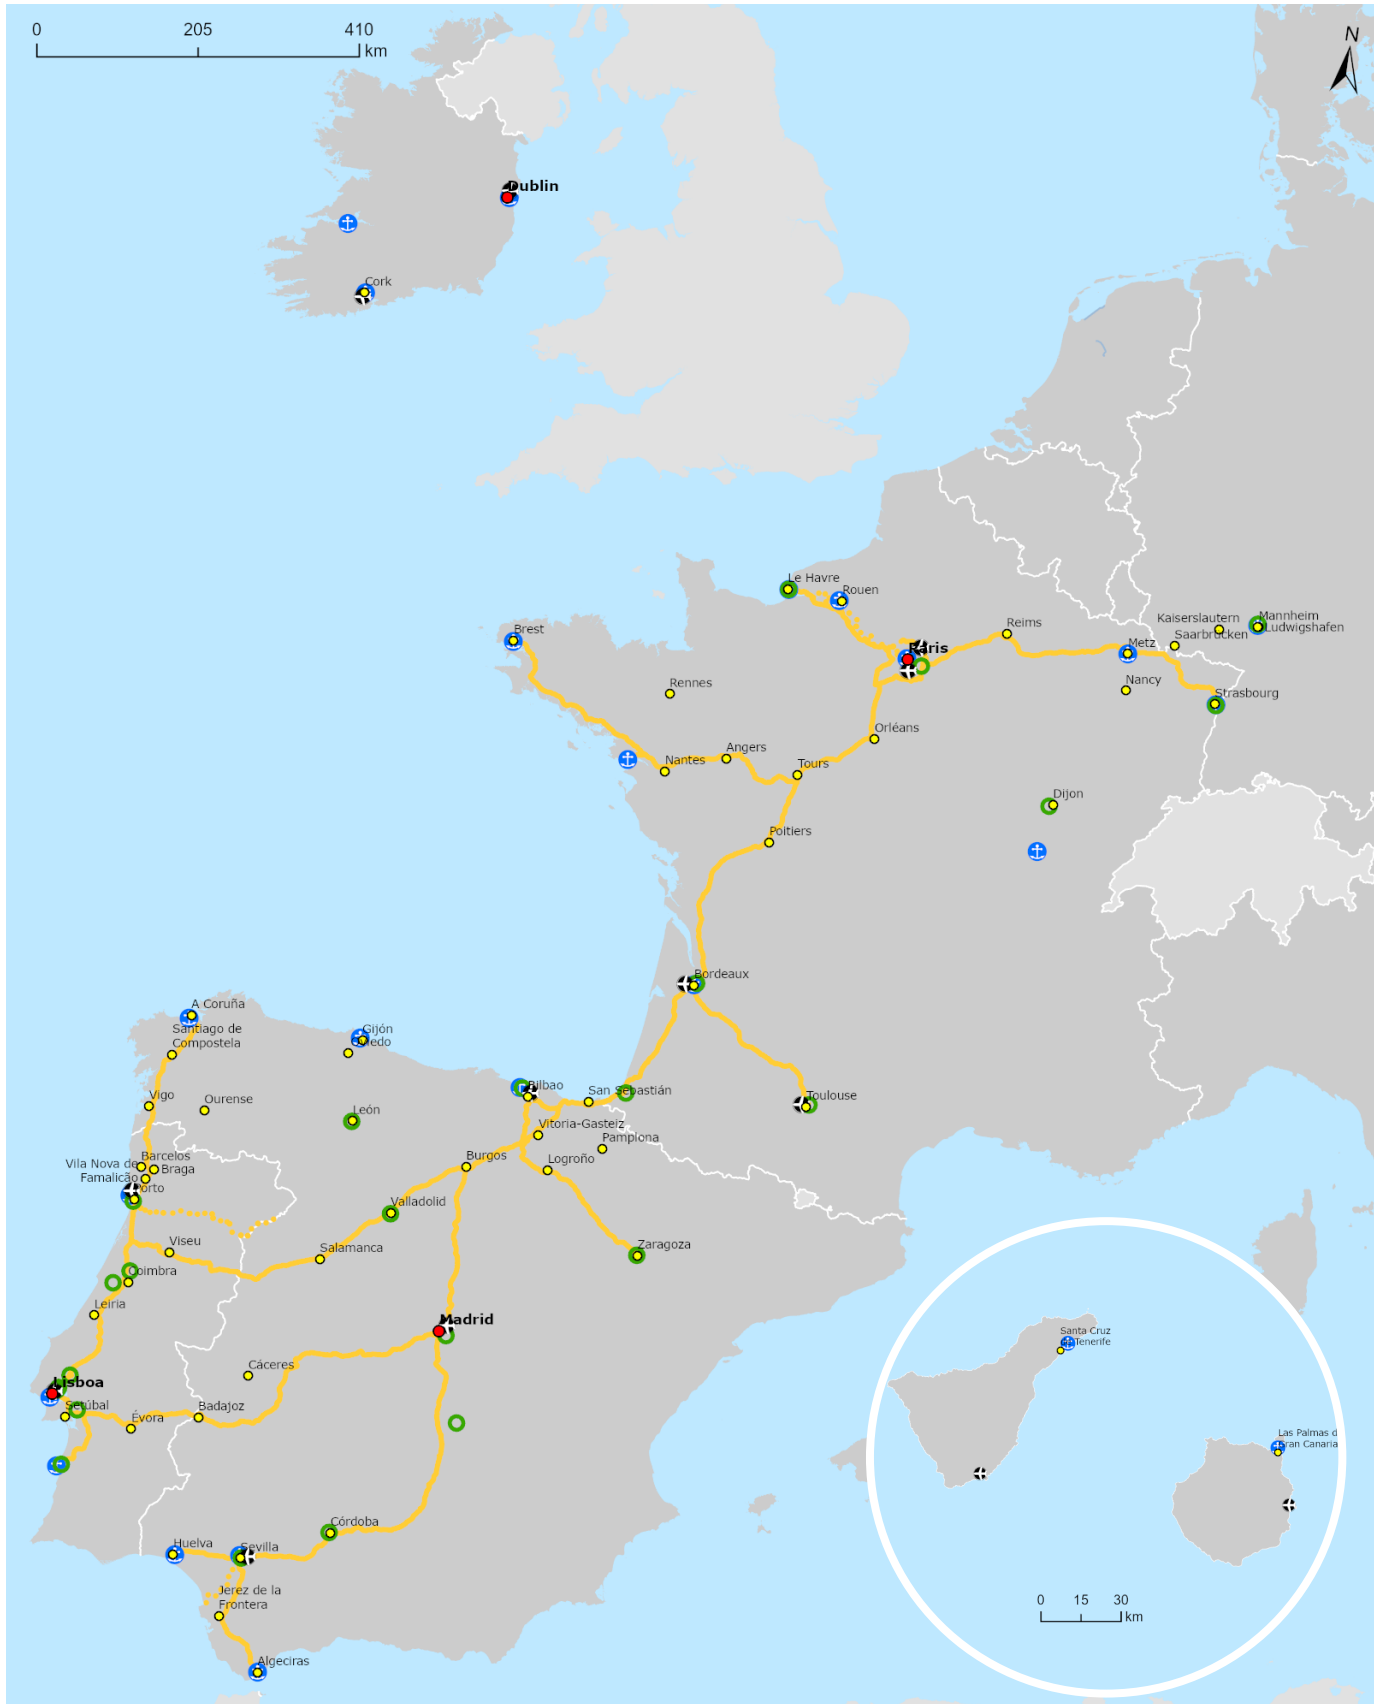 0 205 410
km
N
Dublin
Cork
Le Havre
Rouen
Brest
Reims
Kaiserslautern
Mannheim
Ludwigshafen
Saarbrücken
Paris
Metz
Rennes
Nancy
Strasbourg
Orléans
Angers
Nantes
Tours
Dijon
Poitiers
Bordeaux
A Coruña
Santiago de
Compostela
Gijón
Oviedo
Bilbao
San Sebastián
Toulouse
Vigo
Ourense
León
Vitoria-Gasteiz
Pamplona
Barcelos
Vila Nova de
Famalicão
Braga
Burgos
Logroño
Porto
Valladolid
Viseu
Salamanca
Zaragoza
Coimbra
Leiria
Madrid
Santa Cruz
Tenerife
Cáceres
Lisboa
Setúbal
Évora
Badajoz
Las Palmas d
Gran Canaria
Córdoba
Huelva
Sevilla
Jerez de la
Frontera
0 15 30
km
Algeciras